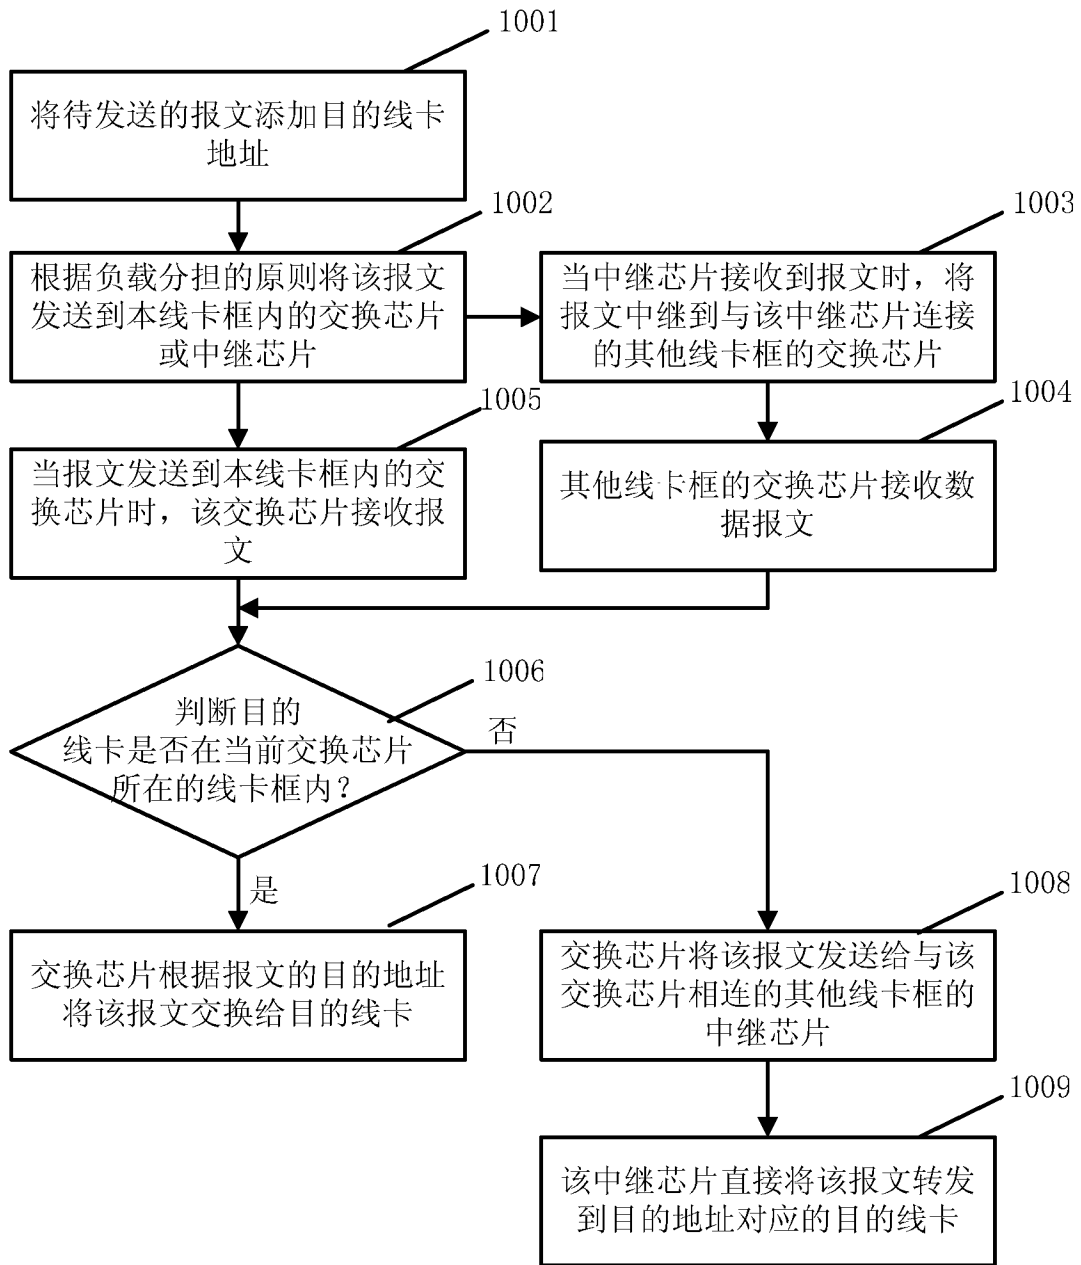 1001
将待发送的报文添加目的线卡
地址
1002
根据负载分担的原则将该报文
发送到本线卡框内的交换芯片
或中继芯片
1003
当中继芯片接收到报文时，将
报文中继到与该中继芯片连接
的其他线卡框的交换芯片
1005
当报文发送到本线卡框内的交
换芯片时，该交换芯片接收报
文
1004
其他线卡框的交换芯片接收数
据报文
1006
判断目的
线卡是否在当前交换芯片
所在的线卡框内？
否
是
1007
交换芯片根据报文的目的地址
将该报文交换给目的线卡
1008
交换芯片将该报文发送给与该
交换芯片相连的其他线卡框的
中继芯片
1009
该中继芯片直接将该报文转发
到目的地址对应的目的线卡